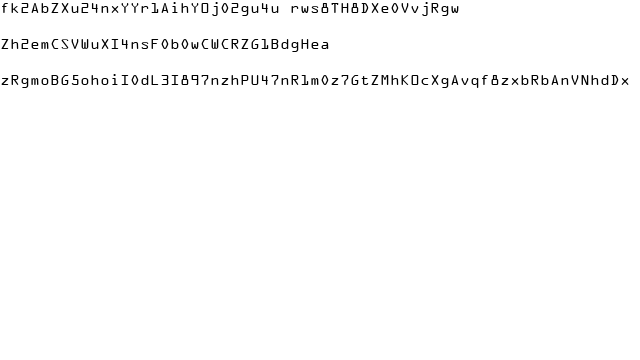 fk2AbZXu24nxYYr1AihYOj02gu4u rws8TH8DXe0VvjRgw
Zh2emCSVWuXI4nsF0b0wCWCRZG1BdgHea
zRgmoBG5ohoiI0dL3I897nzhPU47nR1m0z7GtZMhKOcXgAvqf8zxbRbAnVNhdDx